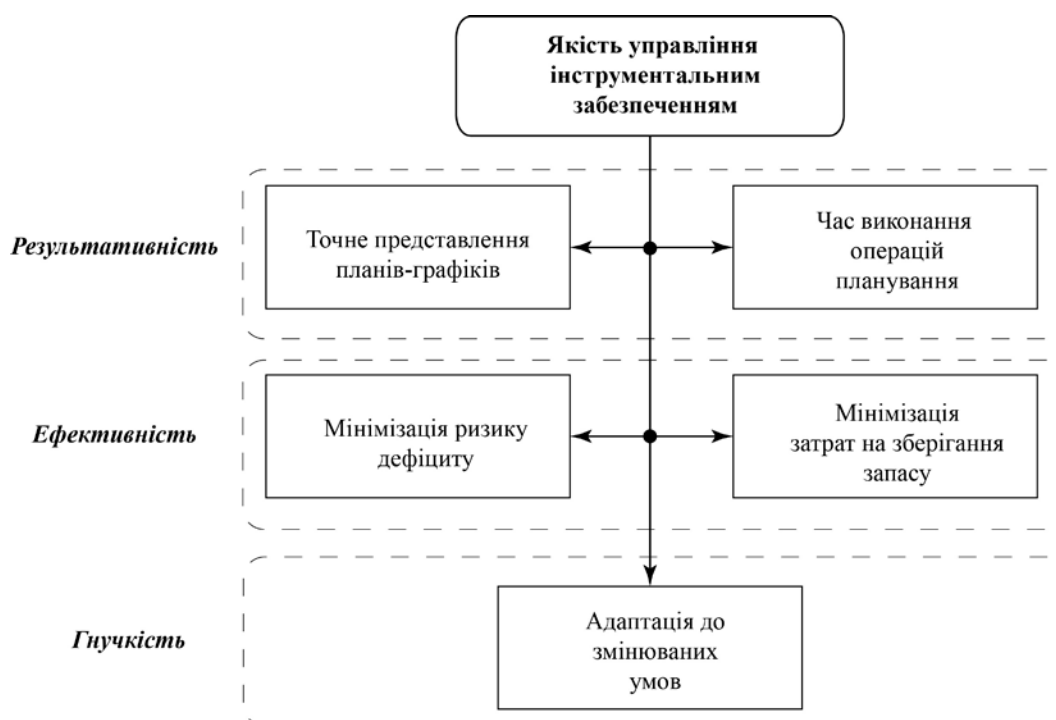 Якість управління
інструментальним
забезпеченням
Результативність
Точне представлення
планів-графіків
Час виконання
операцій
планування
Ефективність
Мінімізація ризику
дефіциту
Мінімізація
затрат на зберігання
запасу
Гнучкість
Адаптація до
змінюваних
умов